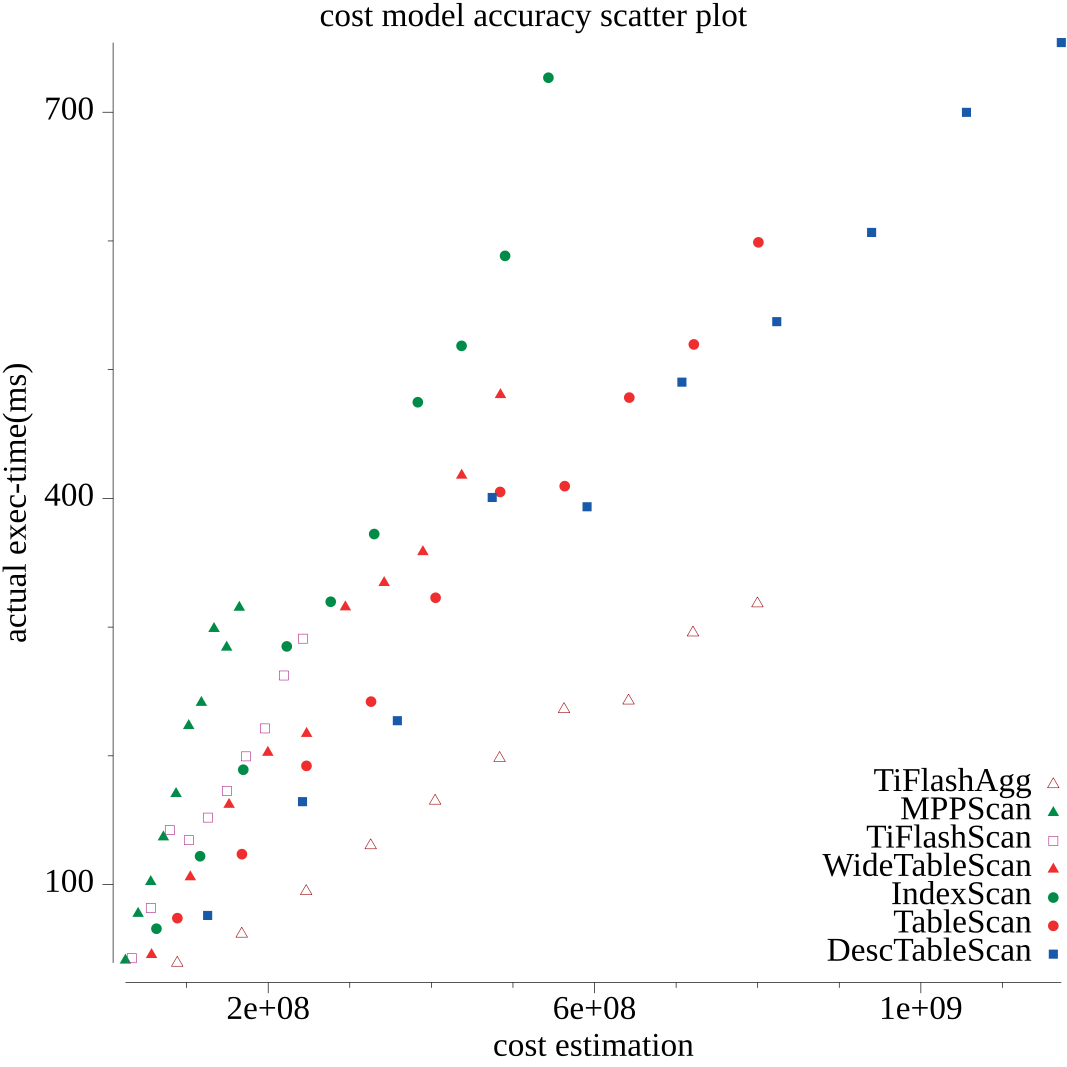 cost model accuracy scatter plot
700
400
100
actual exec-time(ms)
TiFlashAgg
MPPScan
TiFlashScan
WideTableScan
IndexScan
TableScan
DescTableScan
2e+08 6e+08 1e+09
cost estimation